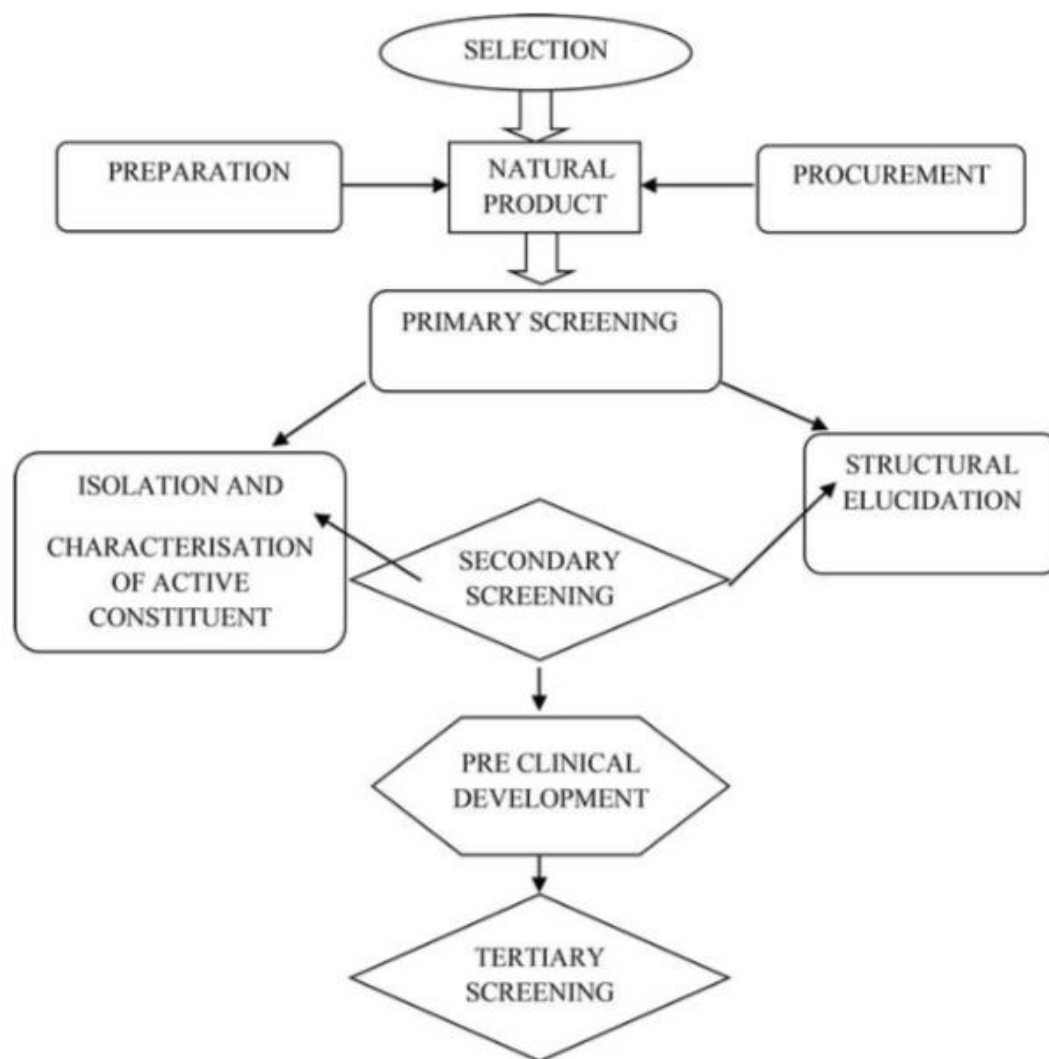 SELECTION
PREPARATION
NATURAL
PRODUCT
PROCUREMENT
PRIMARY SCREENING
ISOLATION AND
CHARACTERISATION
OF ACTIVE
CONSTITUENT
SECONDARY
SCREENING
STRUCTURAL
ELUCIDATION
PRE CLINICAL
DEVELOPMENT
TERTIARY
SCREENING